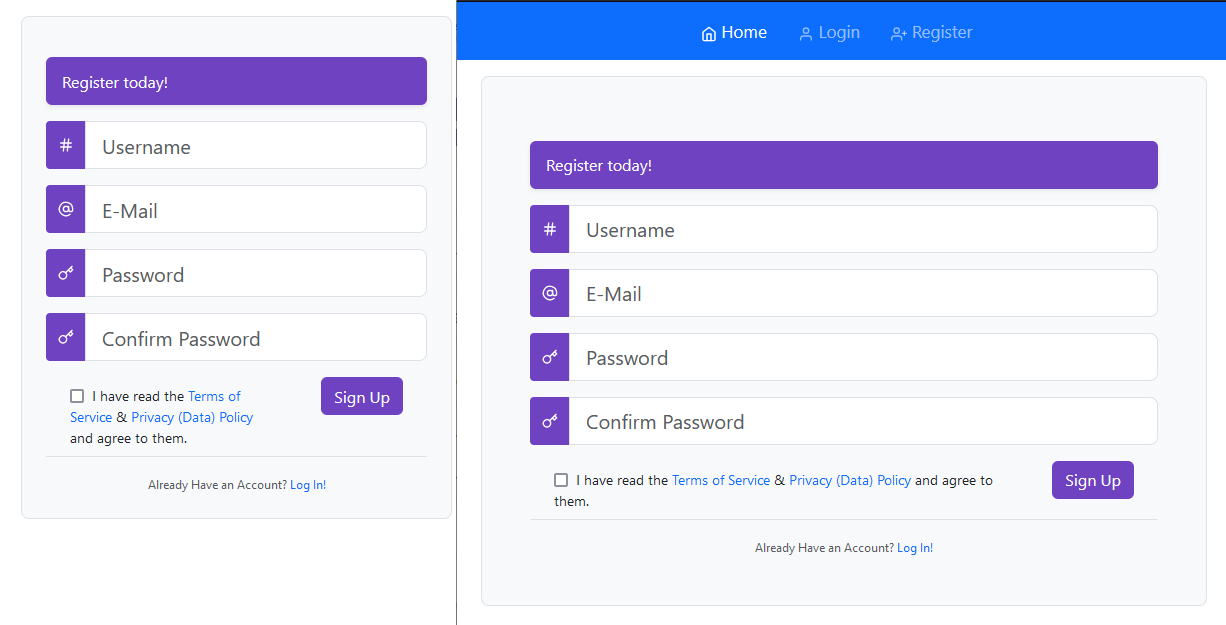 Register today!
#
Username
@
E-Mail
Password
Confirm Password
I have read the Terms of
Service & Privacy (Data) Policy
and agree to them.
Sign Up
Already Have an Account? Log In!
Home Login Register
Register today!
#
Username
@
E-Mail
Password
Confirm Password
I have read the Terms of Service & Privacy (Data) Policy and agree to
them.
Sign Up
Already Have an Account? Log In!